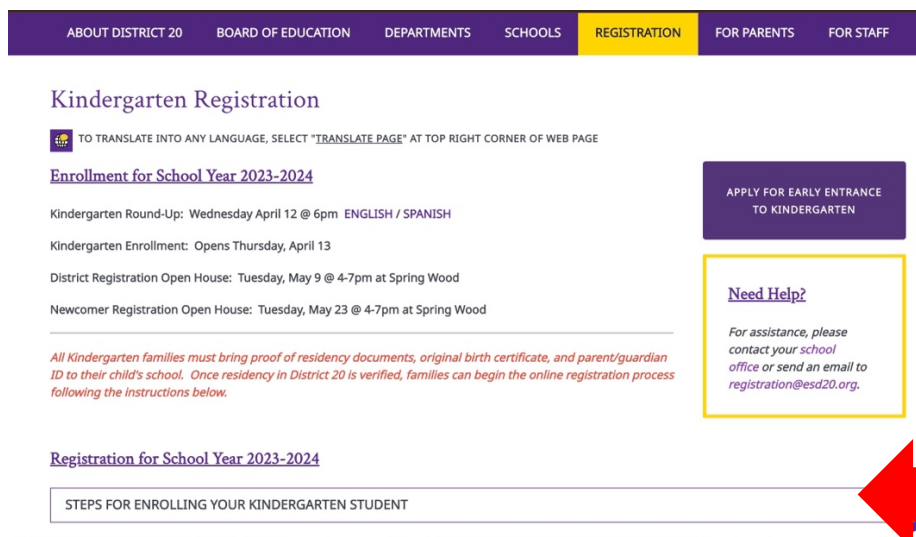 ABOUT DISTRICT 20 BOARD OF EDUCATION DEPARTMENTS SCHOOLS REGISTRATION FOR PARENTS FOR STAFF
Kindergarten Registration
TO TRANSLATE INTO ANY LANGUAGE, SELECT "TRANSLATE PAGE" AT TOP RIGHT CORNER OF WEB PAGE
Enrollment for School Year 2023-2024
Kindergarten Round-Up: Wednesday April 12 @ 6pm ENGLISH / SPANISH
Kindergarten Enrollment: Opens Thursday, April 13
District Registration Open House: Tuesday, May 9 @ 4-7pm at Spring Wood
Newcomer Registration Open House: Tuesday, May 23 @ 4-7pm at Spring Wood
All Kindergarten families must bring proof of residency documents, original birth certificate, and parent/guardian
ID to their child's school. Once residency in District 20 is verified, families can begin the online registration process
following the instructions below.
APPLY FOR EARLY ENTRANCE
TO KINDERGARTEN
Need Help?
For assistance, please
contact your school
office or send an email to
registration@esd20.org.
Registration for School Year 2023-2024
STEPS FOR ENROLLING YOUR KINDERGARTEN STUDENT